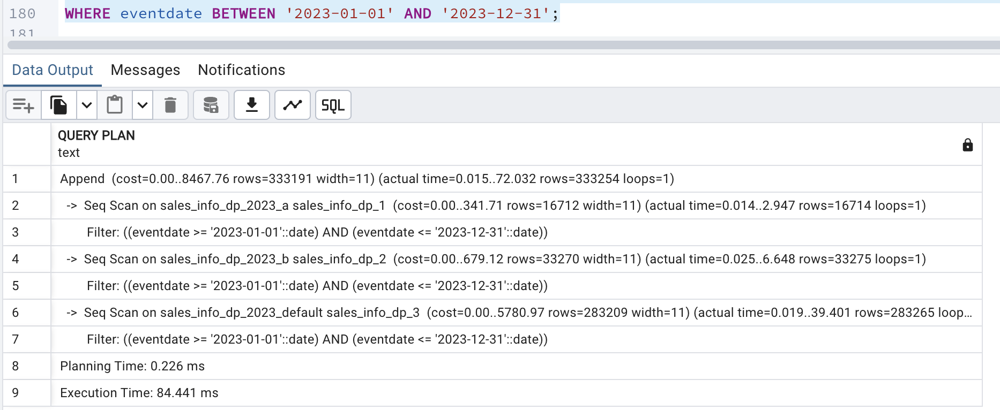 180 WHERE eventdate BETWEEN '2023-01-01' AND '2023-12-31';
181
Data Output Messages Notifications
SQL
QUERY PLAN
text
1 Append (cost=0.00..8467.76 rows=333191 width=11) (actual time=0.015..72.032 rows=333254 loops=1)
2 -> Seq Scan on sales_info_dp_2023_a sales_info_dp_1 (cost=0.00..341.71 rows=16712 width=11) (actual time=0.014..2.947 rows=16714 loops=1)
3 Filter: ((eventdate >= '2023-01-01'::date) AND (eventdate <= '2023-12-31'::date))
4 -> Seq Scan on sales_info_dp_2023_b sales_info_dp_2 (cost=0.00..679.12 rows=33270 width=11) (actual time=0.025..6.648 rows=33275 loops=1)
5 Filter: ((eventdate >= '2023-01-01'::date) AND (eventdate <= '2023-12-31'::date))
6 -> Seq Scan on sales_info_dp_2023_default sales_info_dp_3 (cost=0.00..5780.97 rows=283209 width=11) (actual time=0.019..39.401 rows=283265 loop...
7 Filter: ((eventdate >= '2023-01-01'::date) AND (eventdate <= '2023-12-31'::date))
8 Planning Time: 0.226 ms
9 Execution Time: 84.441 ms